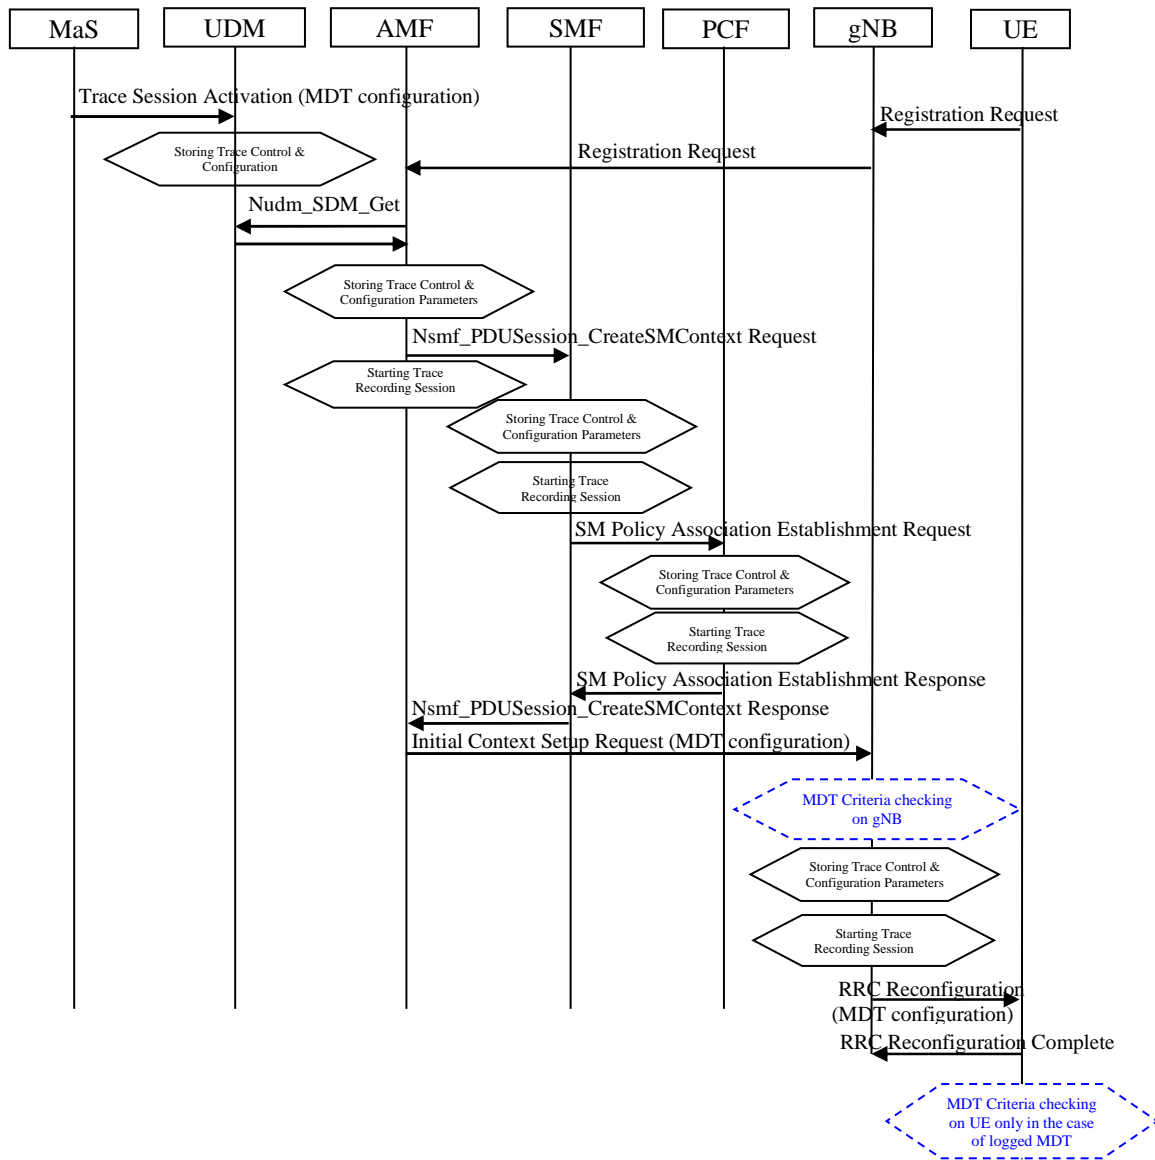 MaS UDM AMF SMF PCF gNB UE
Trace Session Activation (MDT configuration)
Registration Request
Storing Trace Control &
Configuration
Registration Request
Nudm_SDM_Get
Storing Trace Control &
Configuration Parameters
Nsmf_PDUSession_CreateSMContext Request
Starting Trace
Recording Session
Storing Trace Control &
Configuration Parameters
Starting Trace
Recording Session
SM Policy Association Establishment Request
Storing Trace Control &
Configuration Parameters
Starting Trace
Recording Session
SM Policy Association Establishment Response
Nsmf_PDUSession_CreateSMContext Response
Initial Context Setup Request (MDT configuration)
MDT Criteria checking
on gNB
Storing Trace Control &
Configuration Parameters
Starting Trace
Recording Session
RRC Reconfiguration
(MDT configuration)
RRC Reconfiguration Complete
MDT Criteria checking
on UE only in the case
of logged MDT